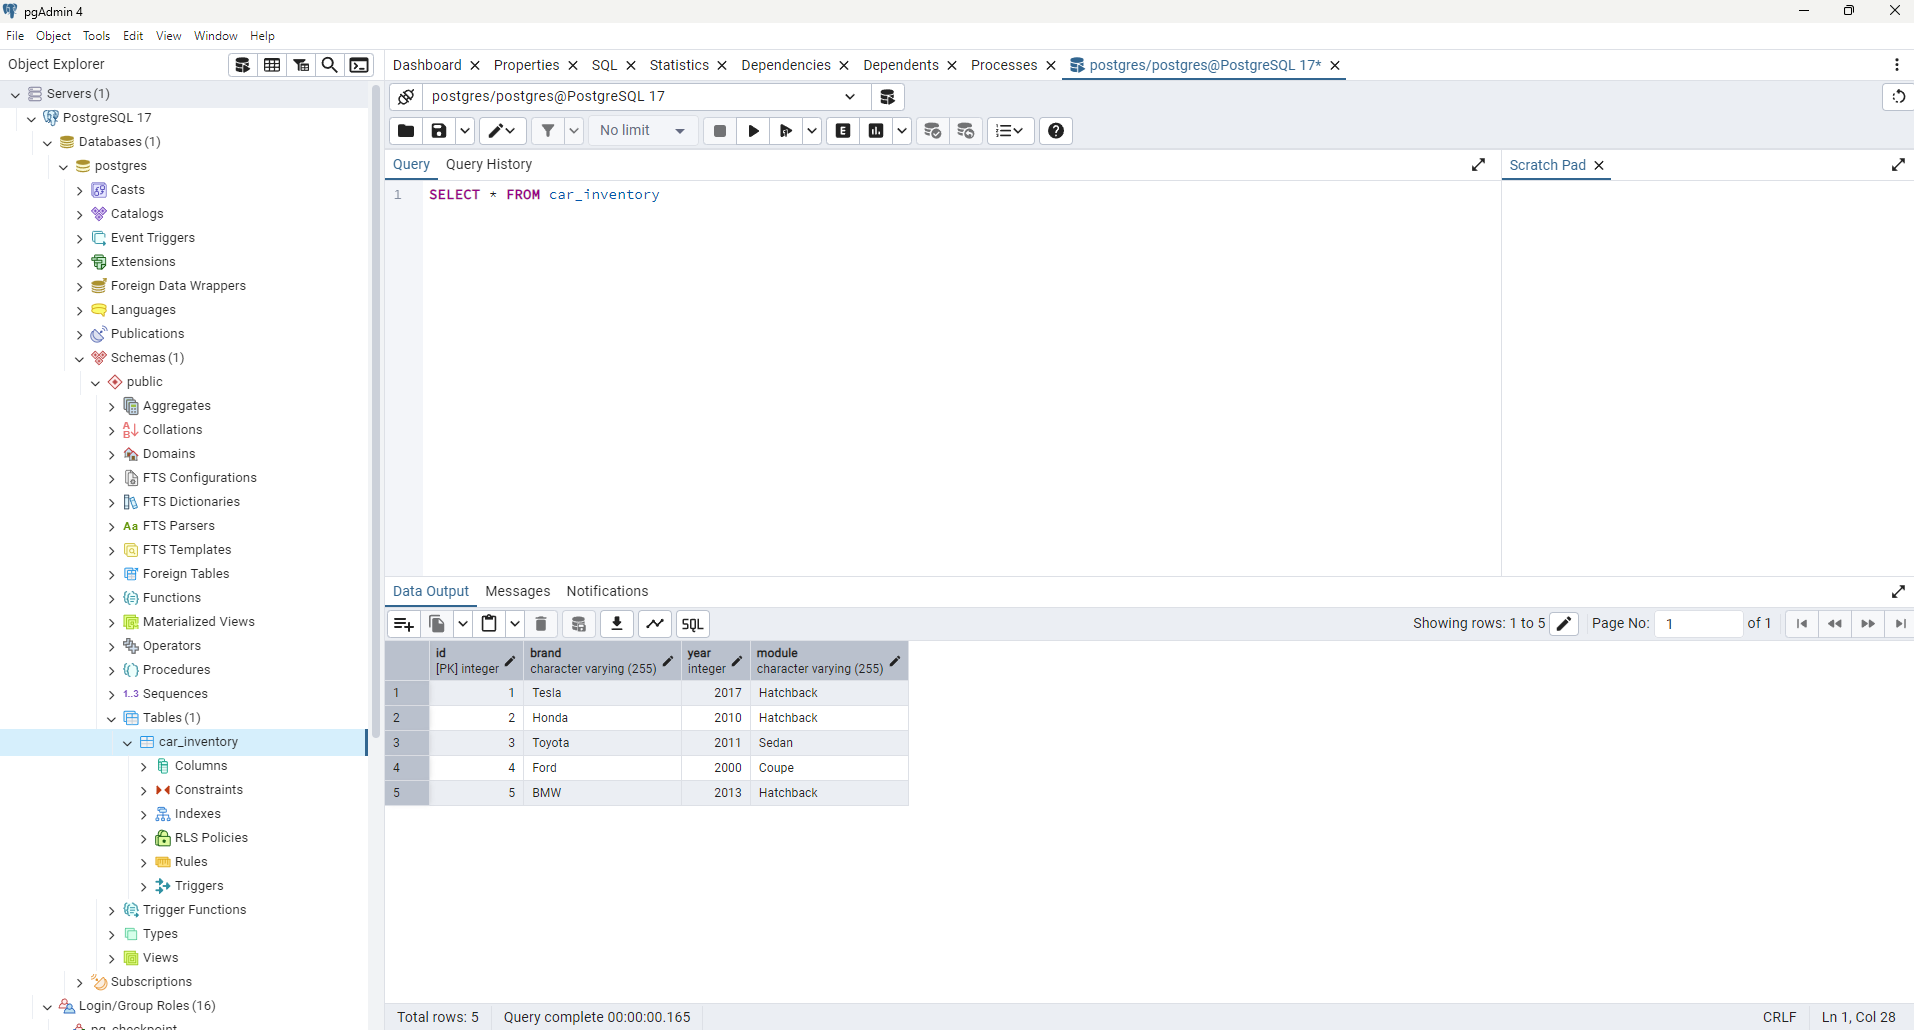 pgAdmin 4
File Object Tools Edit View Window Help
Object Explorer
Dashboard Properties SQL Statistics Dependencies Dependents Processes postgres/postgres@PostgreSQL 17*
Servers (1)
PostgreSQL 17
Databases (1)
postgres
Casts
Catalogs
Event Triggers
Extensions
Foreign Data Wrappers
Languages
Publications
Schemas (1)
public
Aggregates
Collations
Domains
FTS Configurations
FTS Dictionaries
Aa FTS Parsers
FTS Templates
Foreign Tables
Functions
Materialized Views
Operators
Procedures
1..3 Sequences
Tables (1)
car_inventory
Columns
Constraints
Indexes
RLS Policies
Rules
Triggers
Trigger Functions
Types
Views
Subscriptions
Login/Group Roles (16)
pg_checkpoint
postgres/postgres@PostgreSQL 17
No limit E
Query Query History
Scratch Pad
1 SELECT * FROM car_inventory
Data Output Messages Notifications
SQL Showing rows: 1 to 5 Page No: 1 of 1
id brand year module
[PK] integer character varying (255) integer character varying (255)
1 1 Tesla 2017 Hatchback
2 2 Honda 2010 Hatchback
3 3 Toyota 2011 Sedan
4 4 Ford 2000 Coupe
5 5 BMW 2013 Hatchback
Total rows: 5 Query complete 00:00:00.165 CRLF Ln 1, Col 28